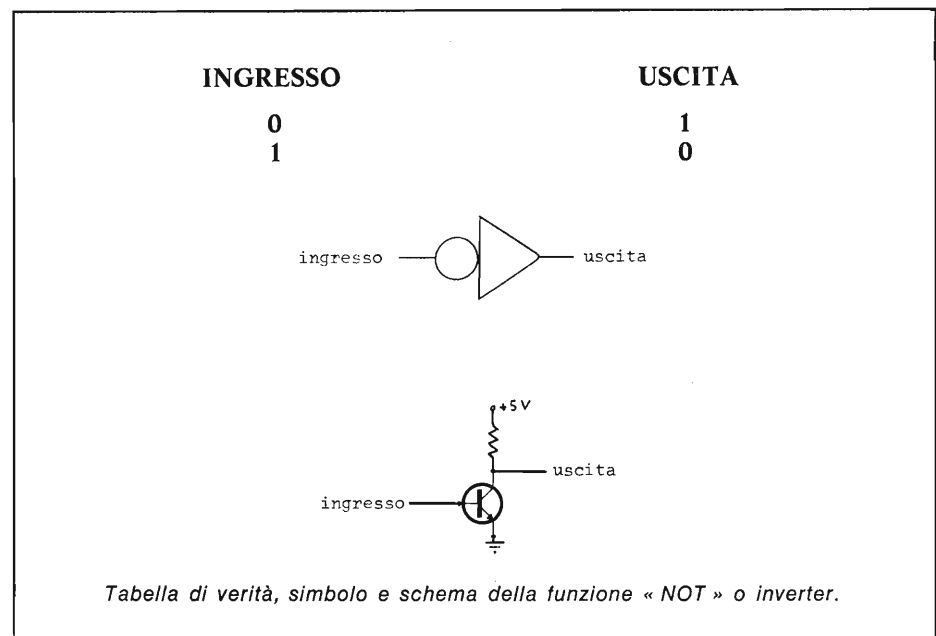 INGRESSO USCITA
0 1
1 0
ingresso uscita
+5V
uscita
ingresso
Tabella di verità, simbolo e schema della funzione « NOT » o inverter.